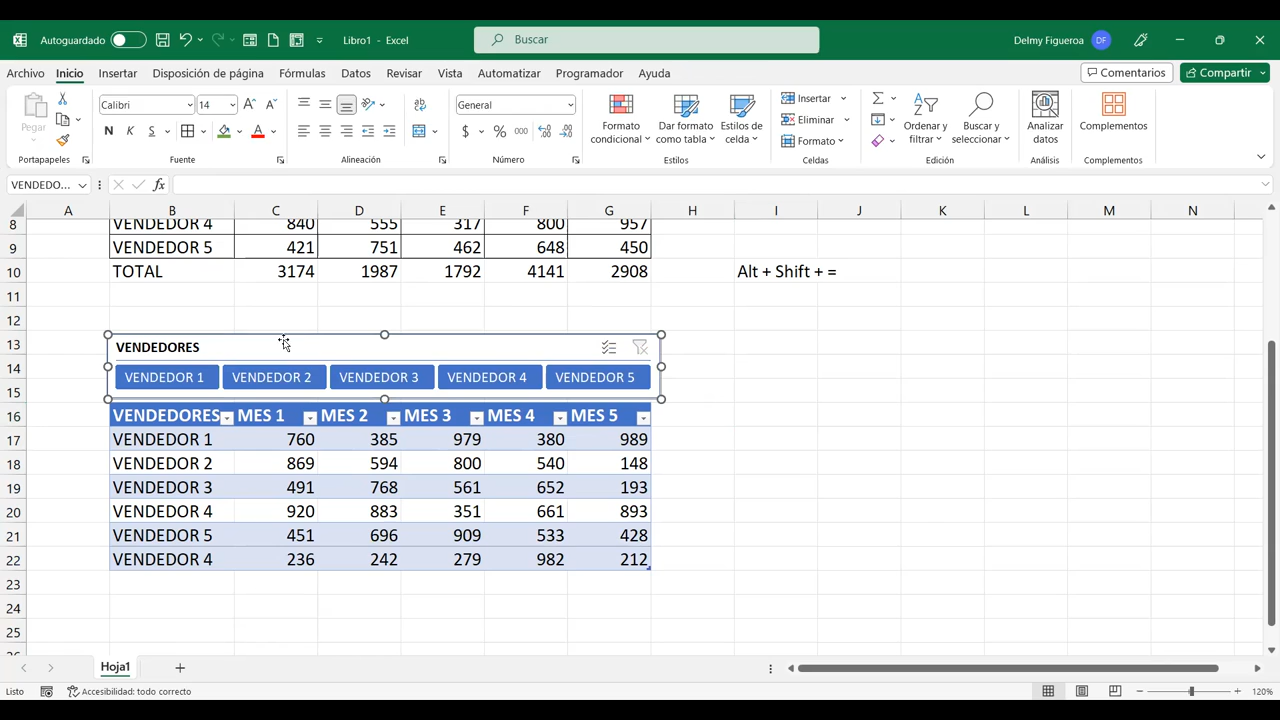 Autoguardado
Libro1 - Excel
Buscar
Delmy Figueroa
DF
Archivo Inicio Insertar Disposición de página Fórmulas Datos Revisar Vista Automatizar Programador Ayuda
Comentarios
Compartir
Pegar
Portapapeles
Calibri
14
N K S
Fuente
Alineación
General
$ % 000
Número
Formato condicional
Dar formato como tabla
Estilos de celda
Estilos
Insertar
Eliminar
Formato
Celdas
Ordenar y filtrar
Buscar y seleccionar
Edición
Analizar datos
Análisis
Complementos
Complementos
VENDEDO...
fx
A B C D E F G H I J K L M N
8 VENDEDOR 4 840 555 317 800 957
9 VENDEDOR 5 421 751 462 648 450
10 TOTAL 3174 1987 1792 4141 2908 Alt + Shift + =
11
12
13 VENDEDORES
14 VENDEDOR 1 VENDEDOR 2 VENDEDOR 3 VENDEDOR 4 VENDEDOR 5
15
16 VENDEDORES MES 1 MES 2 MES 3 MES 4 MES 5
17 VENDEDOR 1 760 385 979 380 989
18 VENDEDOR 2 869 594 800 540 148
19 VENDEDOR 3 491 768 561 652 193
20 VENDEDOR 4 920 883 351 661 893
21 VENDEDOR 5 451 696 909 533 428
22 VENDEDOR 4 236 242 279 982 212
23
24
25
Hoja1
Listo
Accesibilidad: todo correcto
120%